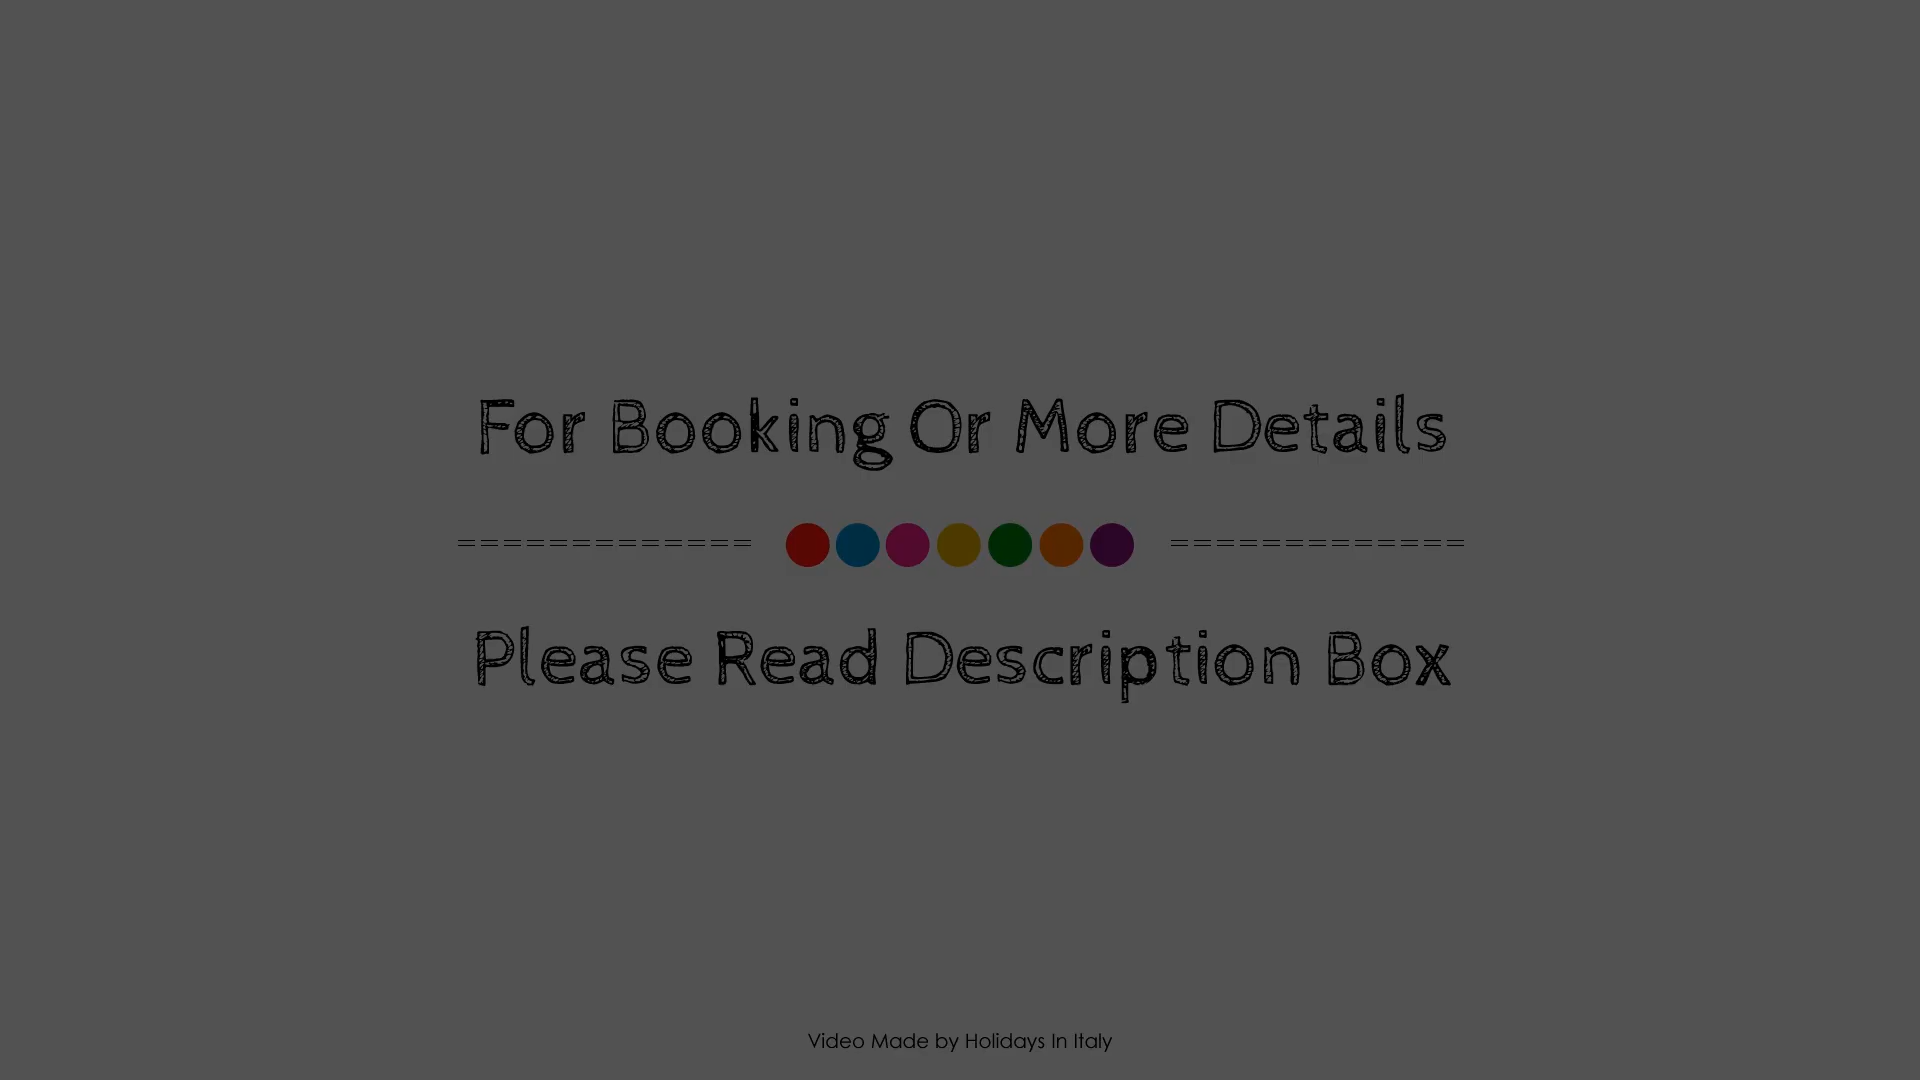 For Booking Or More Details
============= =============
Please Read Description Box
Video Made by Holidays In Italy